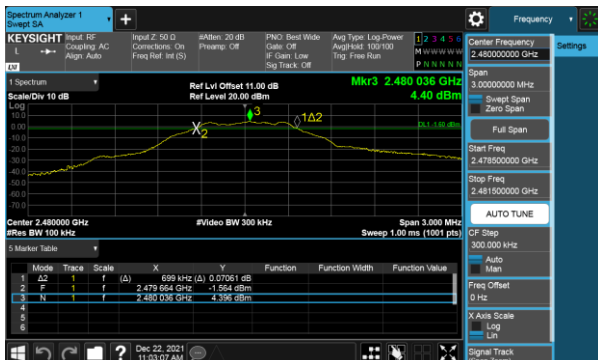 Spectrum Analyzer 1
Swept SA
+
Frequency
KEYSIGHT
L
LXI
Input: RF
Coupling: AC
Align: Auto
Input Z: 50 Ω
Corrections: On
Freq Ref: Int (S)
#Atten: 20 dB
Preamp: Off
PNO: Best Wide
Gate: Off
IF Gain: Low
Sig Track: Off
Avg Type: Log-Power
Avg|Hold: 100/100
Trig: Free Run
1 2 3 4 5 6
M W W W W W
P N N N N N
1 Spectrum
Scale/Div 10 dB
Ref Lvl Offset 11.00 dB
Ref Level 20.00 dBm
Mkr3 2.480 036 GHz
4.40 dBm
Log
10.0
0.00
-10.0
-20.0
-30.0
-40.0
-50.0
-60.0
-70.0
X2
3
1Δ2
DL1 -1.60 dBm
Center 2.480000 GHz
#Res BW 100 kHz
#Video BW 300 kHz
Span 3.000 MHz
Sweep 1.00 ms (1001 pts)
5 Marker Table
Mode Trace Scale X Y Function Function Width Function Value
1 Δ2 1 f (Δ) 699 kHz (Δ) 0.07061 dB
2 F 1 f 2.479 664 GHz -1.564 dBm
3 N 1 f 2.480 036 GHz 4.396 dBm
4
5
6
?
Dec 22, 2021
11:03:07 AM
Center Frequency
2.480000000 GHz
Settings
Span
3.00000000 MHz
Swept Span
Zero Span
Full Span
Start Freq
2.478500000 GHz
Stop Freq
2.481500000 GHz
AUTO TUNE
CF Step
300.000 kHz
Auto
Man
Freq Offset
0 Hz
X Axis Scale
Log
Lin
Signal Track